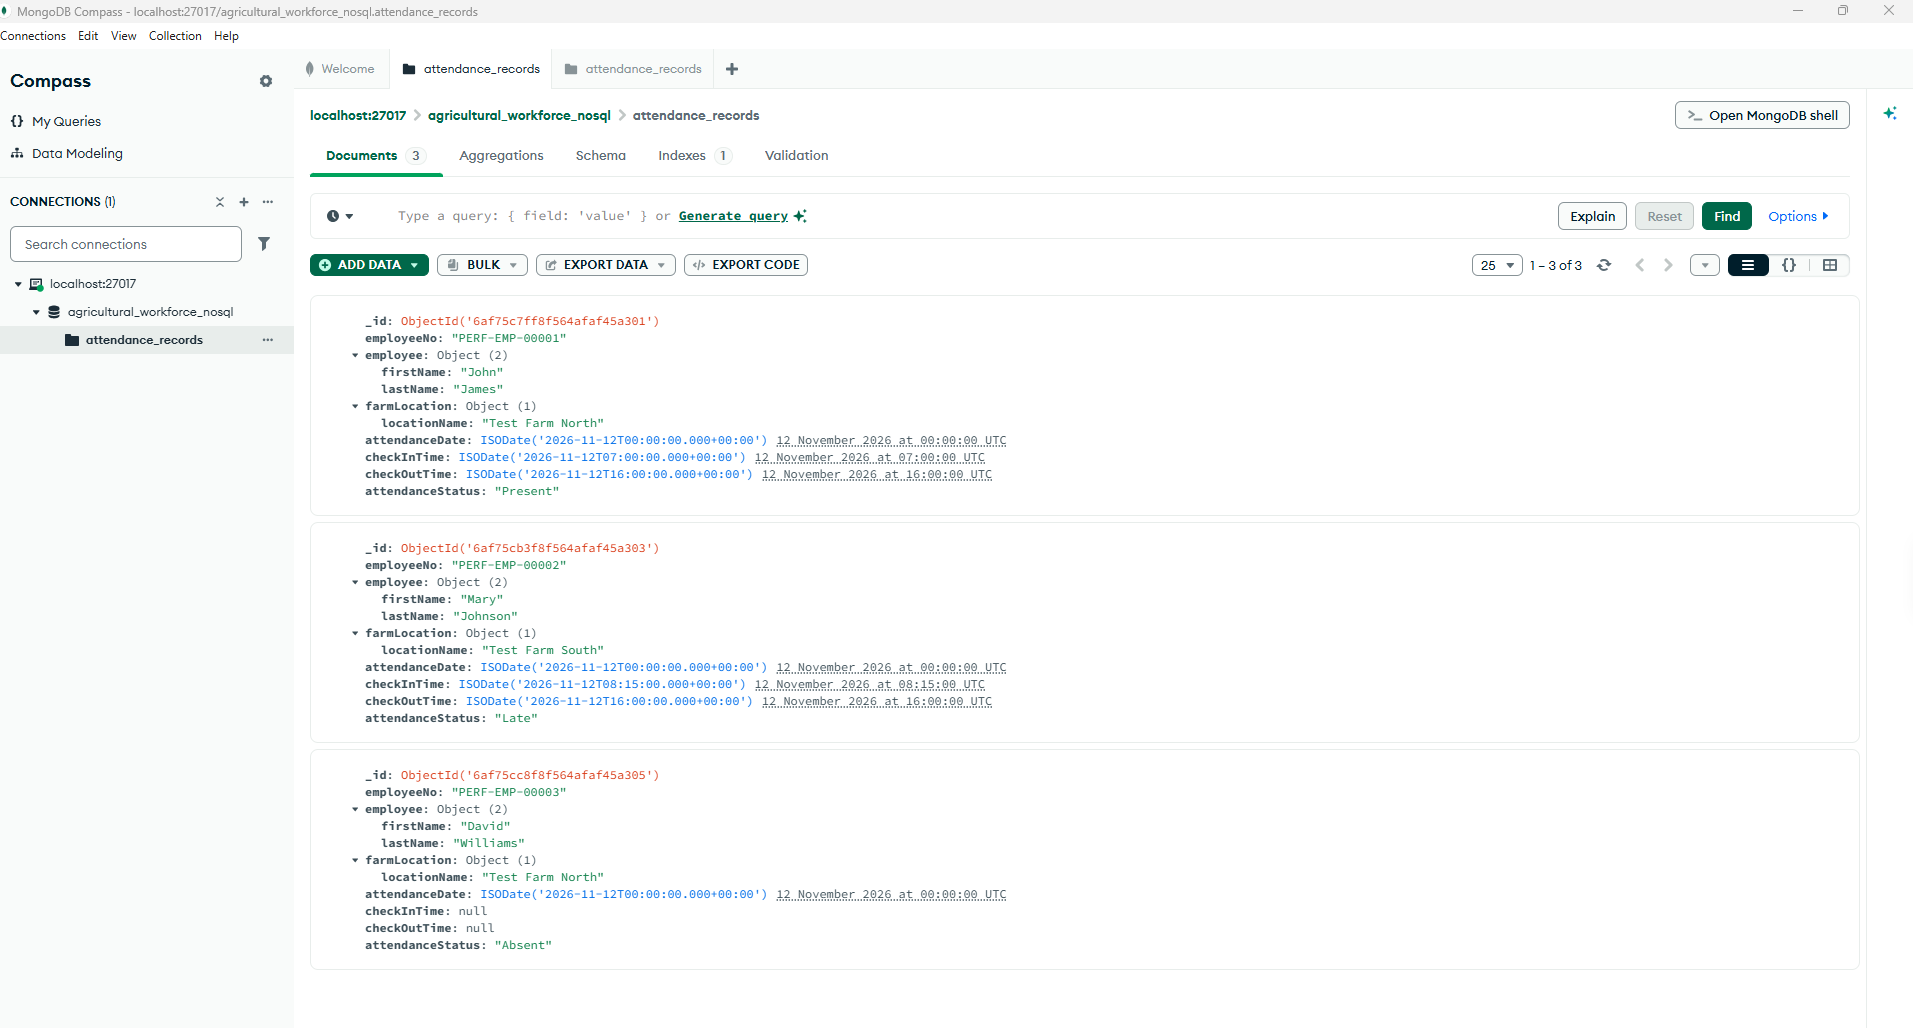 MongoDB Compass - localhost:27017/agricultural_workforce_nosql.attendance_records
Connections Edit View Collection Help
Compass
My Queries
Data Modeling
CONNECTIONS (1)
Search connections
localhost:27017
agricultural_workforce_nosql
attendance_records
Welcome attendance_records attendance_records
localhost:27017 > agricultural_workforce_nosql > attendance_records
>_ Open MongoDB shell
Documents 3 Aggregations Schema Indexes 1 Validation
Type a query: { field: 'value' } or Generate query
Explain Reset Find Options
ADD DATA BULK EXPORT DATA </> EXPORT CODE
25 1 – 3 of 3 {}
_id: ObjectId('6af75c7ff8f564afaf45a301')
employeeNo: "PERF-EMP-00001"
employee: Object (2)
firstName: "John"
lastName: "James"
farmLocation: Object (1)
locationName: "Test Farm North"
attendanceDate: ISODate('2026-11-12T00:00:00.000+00:00') 12 November 2026 at 00:00:00 UTC
checkInTime: ISODate('2026-11-12T07:00:00.000+00:00') 12 November 2026 at 07:00:00 UTC
checkOutTime: ISODate('2026-11-12T16:00:00.000+00:00') 12 November 2026 at 16:00:00 UTC
attendanceStatus: "Present"
_id: ObjectId('6af75cb3f8f564afaf45a303')
employeeNo: "PERF-EMP-00002"
employee: Object (2)
firstName: "Mary"
lastName: "Johnson"
farmLocation: Object (1)
locationName: "Test Farm South"
attendanceDate: ISODate('2026-11-12T00:00:00.000+00:00') 12 November 2026 at 00:00:00 UTC
checkInTime: ISODate('2026-11-12T08:15:00.000+00:00') 12 November 2026 at 08:15:00 UTC
checkOutTime: ISODate('2026-11-12T16:00:00.000+00:00') 12 November 2026 at 16:00:00 UTC
attendanceStatus: "Late"
_id: ObjectId('6af75cc8f8f564afaf45a305')
employeeNo: "PERF-EMP-00003"
employee: Object (2)
firstName: "David"
lastName: "Williams"
farmLocation: Object (1)
locationName: "Test Farm North"
attendanceDate: ISODate('2026-11-12T00:00:00.000+00:00') 12 November 2026 at 00:00:00 UTC
checkInTime: null
checkOutTime: null
attendanceStatus: "Absent"